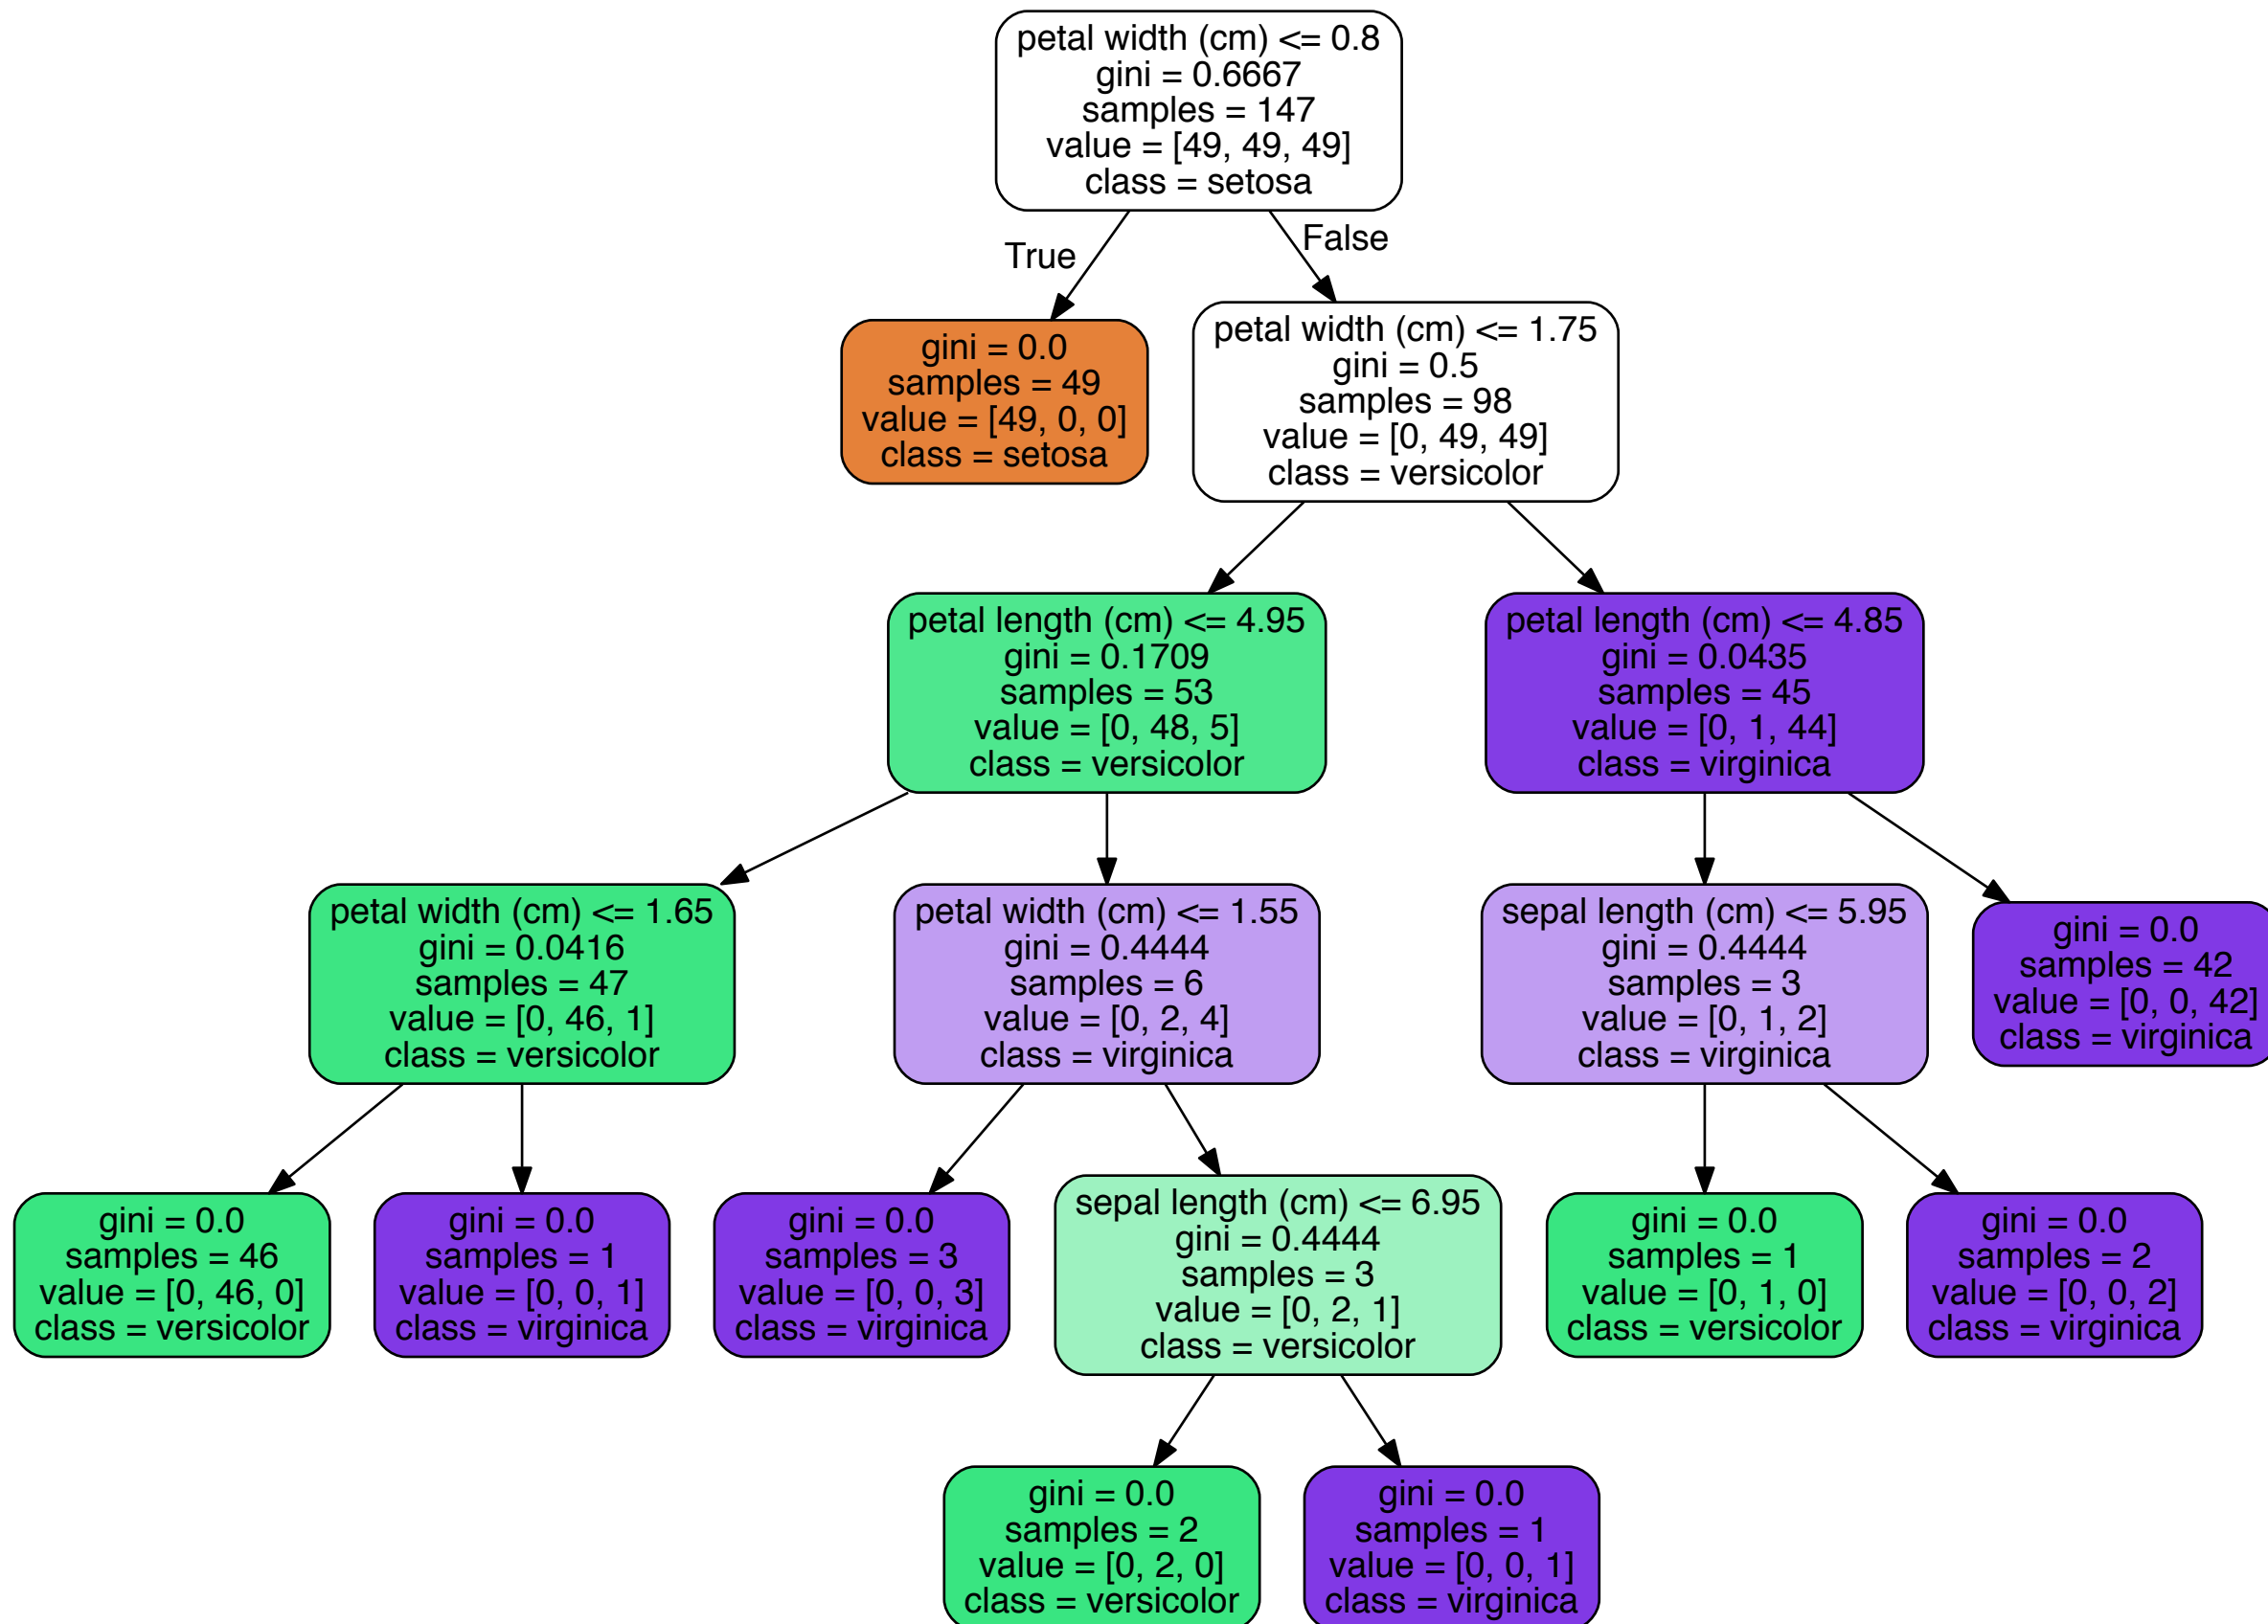 petal width (cm) <= 0.8
gini = 0.6667
samples = 147
value = [49, 49, 49]
class = setosa
True
False
gini = 0.0
samples = 49
value = [49, 0, 0]
class = setosa
petal width (cm) <= 1.75
gini = 0.5
samples = 98
value = [0, 49, 49]
class = versicolor
petal length (cm) <= 4.95
gini = 0.1709
samples = 53
value = [0, 48, 5]
class = versicolor
petal length (cm) <= 4.85
gini = 0.0435
samples = 45
value = [0, 1, 44]
class = virginica
petal width (cm) <= 1.65
gini = 0.0416
samples = 47
value = [0, 46, 1]
class = versicolor
petal width (cm) <= 1.55
gini = 0.4444
samples = 6
value = [0, 2, 4]
class = virginica
sepal length (cm) <= 5.95
gini = 0.4444
samples = 3
value = [0, 1, 2]
class = virginica
gini = 0.0
samples = 42
value = [0, 0, 42]
class = virginica
gini = 0.0
samples = 46
value = [0, 46, 0]
class = versicolor
gini = 0.0
samples = 1
value = [0, 0, 1]
class = virginica
gini = 0.0
samples = 3
value = [0, 0, 3]
class = virginica
sepal length (cm) <= 6.95
gini = 0.4444
samples = 3
value = [0, 2, 1]
class = versicolor
gini = 0.0
samples = 1
value = [0, 1, 0]
class = versicolor
gini = 0.0
samples = 2
value = [0, 0, 2]
class = virginica
gini = 0.0
samples = 2
value = [0, 2, 0]
class = versicolor
gini = 0.0
samples = 1
value = [0, 0, 1]
class = virginica